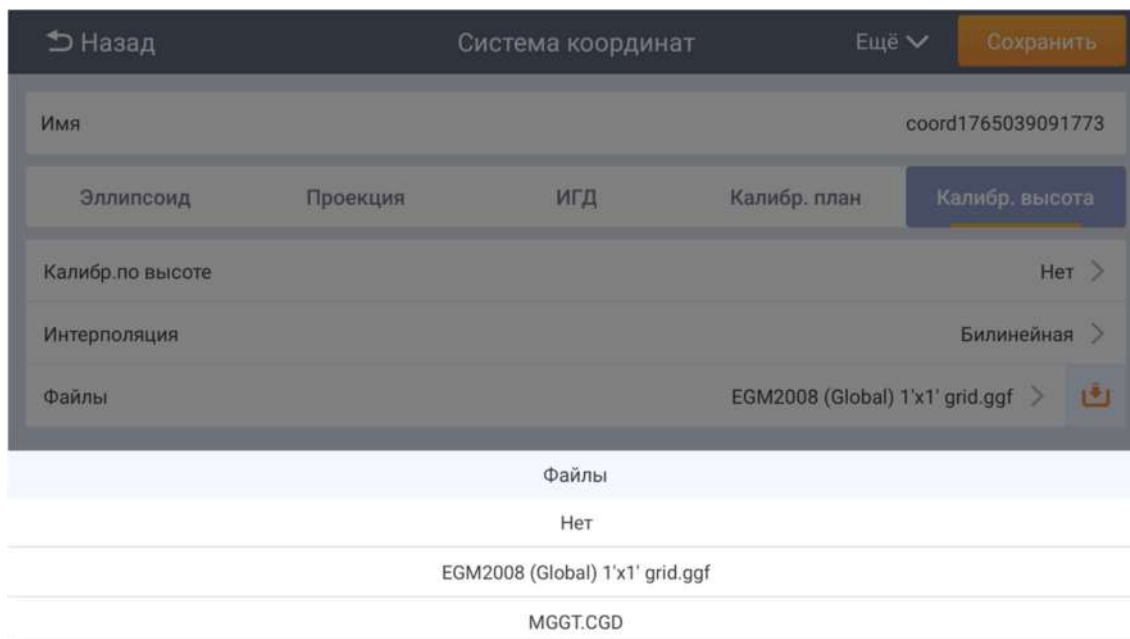 Назад Система координат Ещё Сохранить
Имя coord1765039091773
Эллипсоид Проекция ИГД Калибр. план Калибр. высота
Калибр.по высоте Нет
Интерполяция Билинейная
Файлы EGM2008 (Global) 1'x1' grid.ggf
Файлы
Нет
EGM2008 (Global) 1'x1' grid.ggf
MGGT.CGD